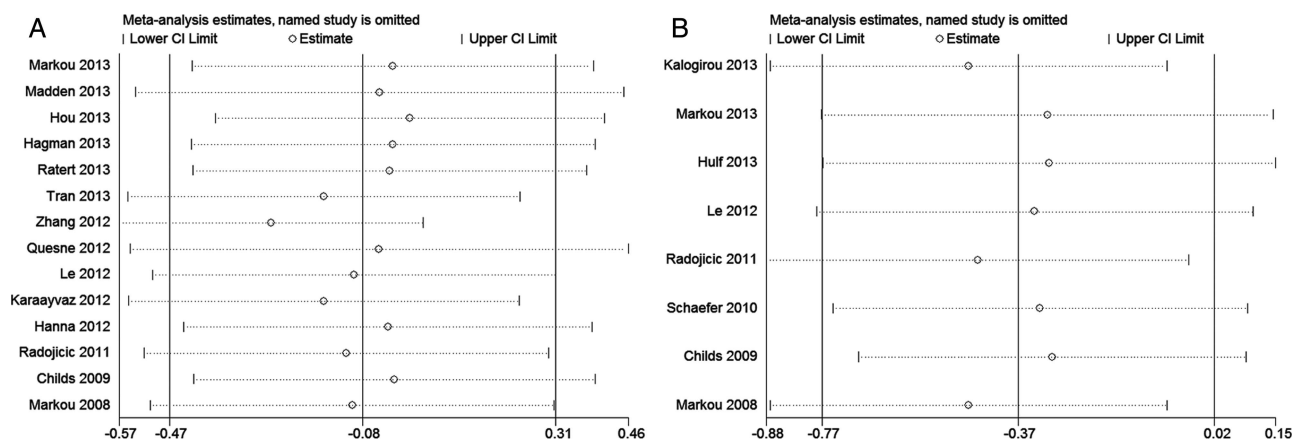 A
Meta-analysis estimates, named study is omitted
| Lower CI Limit ○ Estimate | Upper CI Limit
Markou 2013
Madden 2013
Hou 2013
Hagman 2013
Ratert 2013
Tran 2013
Zhang 2012
Quesne 2012
Le 2012
Karaayvaz 2012
Hanna 2012
Radojicic 2011
Childs 2009
Markou 2008
-0.57 -0.47 -0.08 0.31 0.46
B
Meta-analysis estimates, named study is omitted
| Lower CI Limit ○ Estimate | Upper CI Limit
Kalogirou 2013
Markou 2013
Hulf 2013
Le 2012
Radojicic 2011
Schaefer 2010
Childs 2009
Markou 2008
-0.88 -0.77 -0.37 0.02 0.15